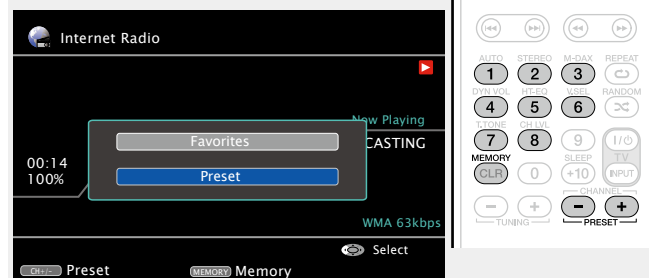 Internet Radio
Now Playing
CASTING
Favorites
Preset
00:14
100%
WMA 63kbps
Select
CH+/- Preset
MEMORY Memory
AUTO STEREO M-DAX REPEAT
1 2 3
DYN VOL HT-EQ V.SEL RANDOM
4 5 6
T.TONE CH LVL
7 8 9
MEMORY SLEEP TV
CLR 0 +10 INPUT
CHANNEL
- + - +
TUNING PRESET